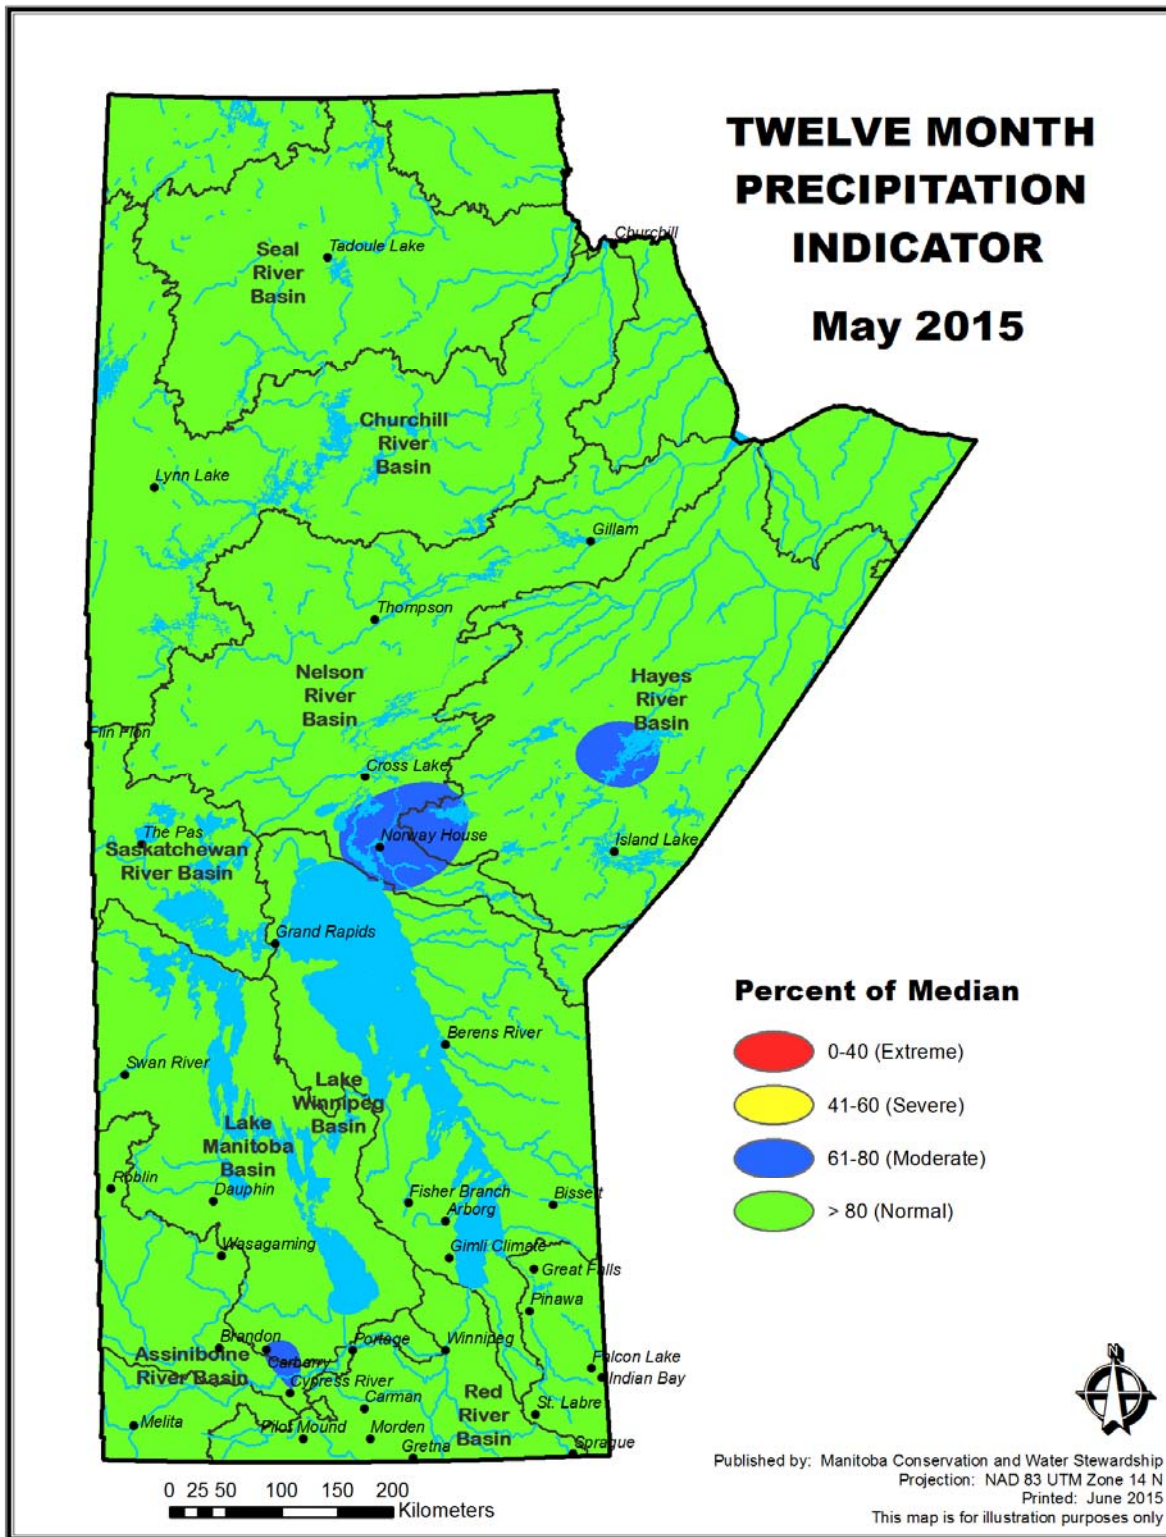 TWELVE MONTH
PRECIPITATION
INDICATOR
May 2015
Churchill
Seal
River
Basin
Tadoule Lake
Churchill
River
Basin
Lynn Lake
Gillam
Thompson
Nelson
River
Basin
Hayes
River
Basin
Flin Flon
Cross Lake
The Pas
Norway House
Island Lake
Saskatchewan
River Basin
Grand Rapids
Berens River
Swan River
Lake
Winnipeg
Basin
Lake
Manitoba
Basin
Roblin
Dauphin
Fisher Branch
Bissett
Arborg
Wasagaming
Gimli Climate
Great Falls
Pinawa
Brandon
Portage
Winnipeg
Assiniboine
River Basin
Carberry
Falcon Lake
Indian Bay
Cypress River
Carman
Red
River
Basin
St. Labre
Melita
Pilot Mound
Morden
Gretna
Sprague
Percent of Median
0-40 (Extreme)
41-60 (Severe)
61-80 (Moderate)
> 80 (Normal)
N
0 25 50 100 150 200
Kilometers
Published by: Manitoba Conservation and Water Stewardship
Projection: NAD 83 UTM Zone 14 N
Printed: June 2015
This map is for illustration purposes only